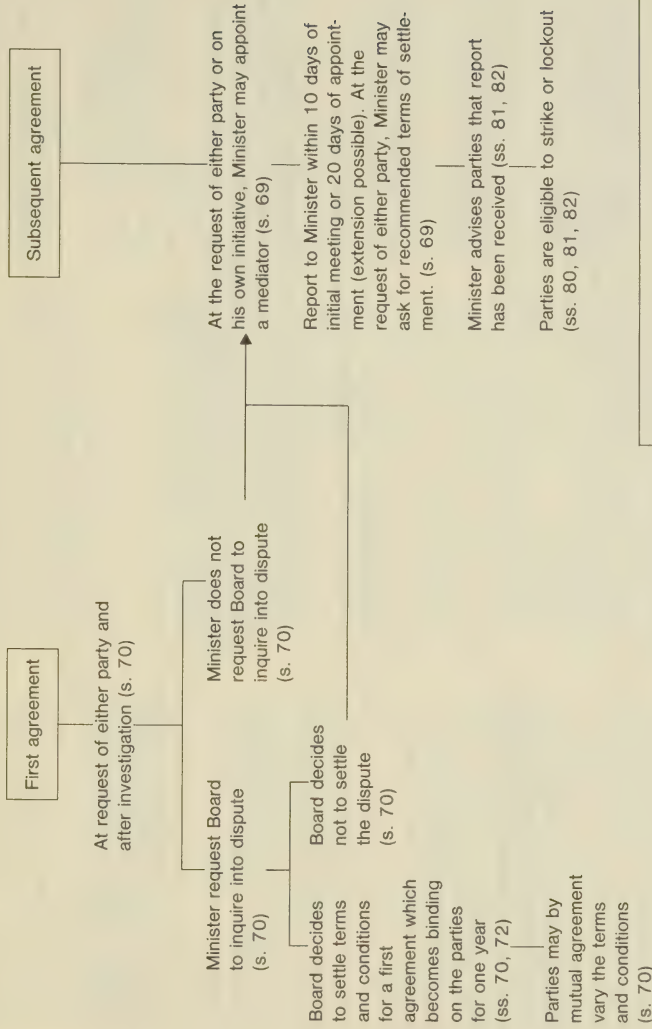 First agreement
At request of either party and
after investigation (s. 70)
Minister request Board
to inquire into dispute
(s. 70)
Minister does not
request Board to
inquire into dispute
(s. 70)
Board decides
to settle terms
and conditions
for a first
agreement which
becomes binding
on the parties
for one year
(ss. 70, 72)
Board decides
not to settle
the dispute
(s. 70)
Parties may by
mutual agreement
vary the terms
and conditions
(s. 70)
Subsequent agreement
At the request of either party or on
his own initiative, Minister may appoint
a mediator (s. 69)
Report to Minister within 10 days of
initial meeting or 20 days of appoint-
ment (extension possible). At the
request of either party, Minister may
ask for recommended terms of settle-
ment. (s. 69)
Minister advises parties that report
has been received (ss. 81, 82)
Parties are eligible to strike or lockout
(ss. 80, 81, 82)